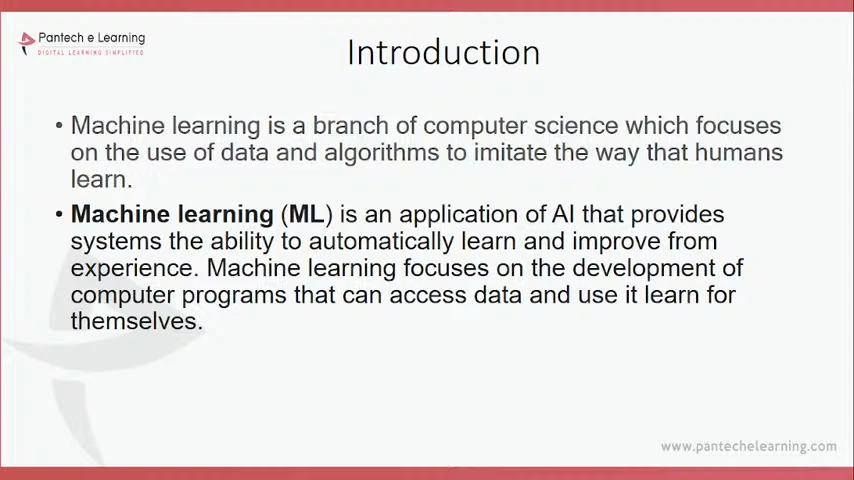 Pantech e Learning
DIGITAL LEARNING SIMPLIFIED
Introduction
• Machine learning is a branch of computer science which focuses
on the use of data and algorithms to imitate the way that humans
learn.
• Machine learning (ML) is an application of AI that provides
systems the ability to automatically learn and improve from
experience. Machine learning focuses on the development of
computer programs that can access data and use it learn for
themselves.
www.pantechelearning.com